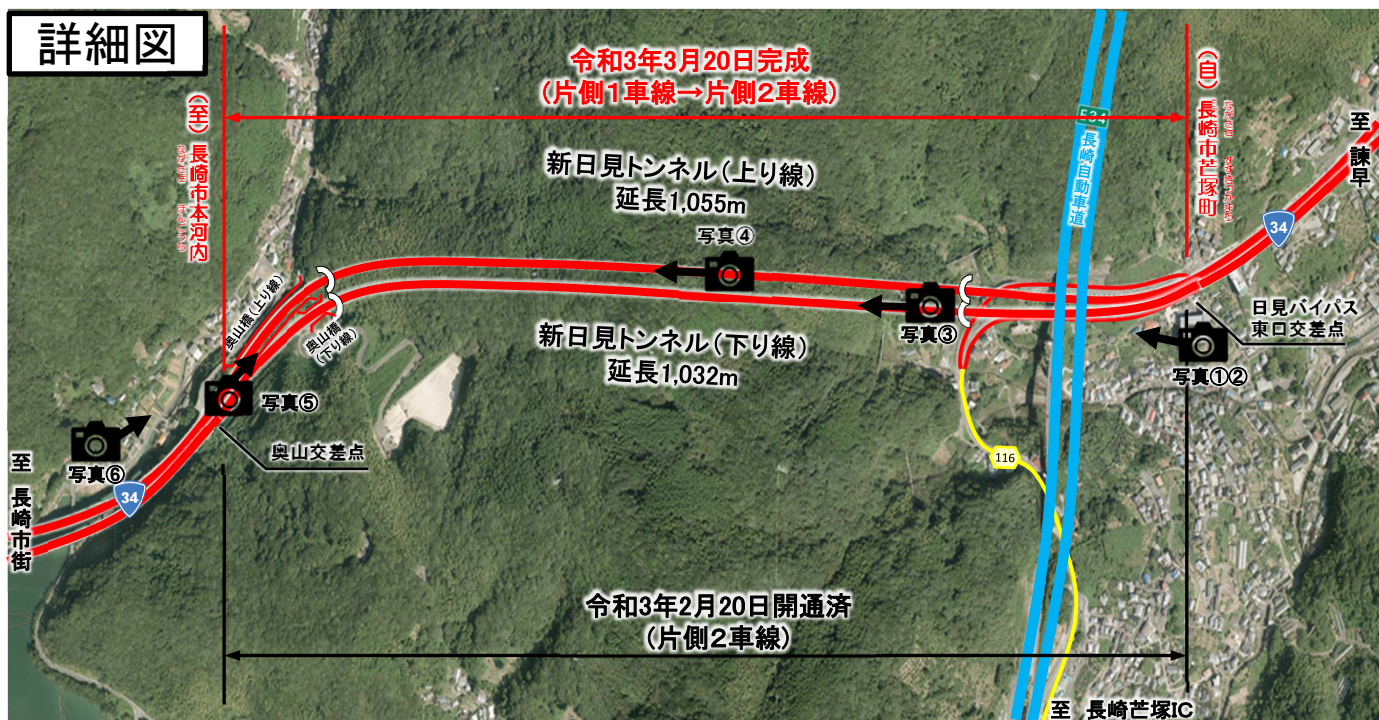 詳細図
令和3年3月20日完成
(片側1車線→片側2車線)
(至)長崎市本河内
(自)長崎市芒塚町
至 諫早
34
E34
長崎自動車道
新日見トンネル(上り線)
延長1,055m
写真④
奥山橋(上り線)
奥山橋
(下り線)
新日見トンネル(下り線)
延長1,032m
写真③
日見バイパス
東口交差点
写真①②
写真⑤
奥山交差点
写真⑥
34
至 長崎市街
116
令和3年2月20日開通済
(片側2車線)
至 長崎芒塚IC